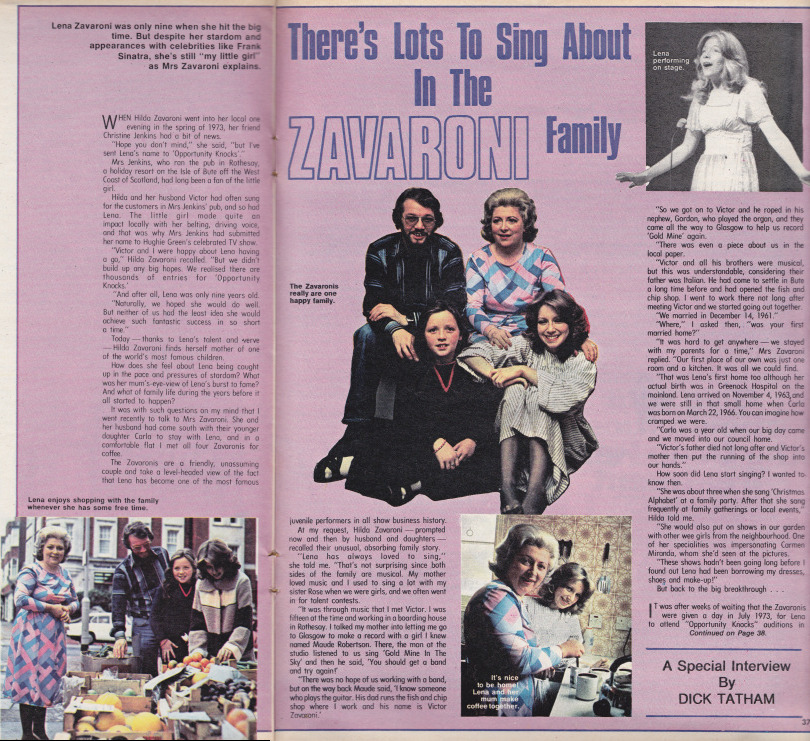 Lena Zavaroni was only nine when she hit the big
time. But despite her stardom and
appearances with celebrities like Frank
Sinatra, she's still "my little girl"
as Mrs Zavaroni explains.
WHEN Hilda Zavaroni went into her local one
evening in the spring of 1973, her friend
Christine Jenkins had a bit of news.
"Hope you don't mind," she said, "but I've
sent Lena's name to 'Opportunity Knocks'."
Mrs Jenkins, who ran the pub in Rothesay,
a holiday resort on the Isle of Bute off the West
Coast of Scotland, had long been a fan of the little
girl.
Hilda and her husband Victor had often sung
for the customers in Mrs Jenkins' pub, and so had
Lena. The little girl made quite an
impact locally with her belting, driving voice,
and that was why Mrs Jenkins had submitted
her name to Hughie Green's celebrated TV show.
"Victor and I were happy about Lena having
a go," Hilda Zavaroni recalled. "But we didn't
build up any big hopes. We realised there are
thousands of entries for 'Opportunity
Knocks.'
"And after all, Lena was only nine years old.
"Naturally, we hoped she would do well.
But neither of us had the least idea she would
achieve such fantastic success in so short
a time."
Today — thanks to Lena's talent and verve
— Hilda Zavaroni finds herself mother of one
of the world's most famous children.
How does she feel about Lena being caught
up in the pace and pressures of stardom? What
was her mum's-eye-view of Lena's burst to fame?
And what of family life during the years before it
all started to happen?
It was with such questions on my mind that I
went recently to talk to Mrs Zavaroni. She and
her husband had come south with their younger
daughter Carla to stay with Lena, and in a
comfortable flat I met all four Zavaronis for
coffee.
The Zavaronis are a friendly, unassuming
couple and take a level-headed view of the fact
that Lena has become one of the most famous
Lena enjoys shopping with the family
whenever she has some free time.
There's Lots To Sing About
In The
ZAVARONI Family
The Zavaronis
really are one
happy family.
juvenile performers in all show business history.
At my request, Hilda Zavaroni — prompted
now and then by husband and daughters —
recalled their unusual, absorbing family story.
"Lena has always loved to sing,"
she told me. "That's not surprising since both
sides of the family are musical. My mother
loved music and I used to sing a lot with my
sister Rose when we were girls, and we often went
in for talent contests.
"It was through music that I met Victor. I was
fifteen at the time and working in a boarding house
in Rothesay. I talked my mother into letting me go
to Glasgow to make a record with a girl I knew
named Maude Robertson. There, the man at the
studio listened to us sing 'Gold Mine In The
Sky' and then he said, 'You should get a band
and try again!'
"There was no hope of us working with a band,
but on the way back Maude said, 'I know someone
who plays the guitar. His dad runs the fish and chip
shop where I work and his name is Victor
Zavaroni.'
It's nice
to be home!
Lena and her
mum make
coffee together.
Lena
performing
on stage.
"So we got on to Victor and he roped in his
nephew, Gordon, who played the organ, and they
came all the way to Glasgow to help us record
'Gold Mine' again.
"There was even a piece about us in the
local paper.
"Victor and all his brothers were musical,
but this was understandable, considering their
father was Italian. He had come to settle in Bute
a long time before and had opened the fish and
chip shop. I went to work there not long after
meeting Victor and we started going out together.
"We married in December 14, 1961."
"Where," I asked then, "was your first
married home?"
"It was hard to get anywhere — we stayed
with my parents for a time," Mrs Zavaroni
replied. "Our first place of our own was just one
room and a kitchen. It was all we could find.
"That was Lena's first home too although her
actual birth was in Greenock Hospital on the
mainland. Lena arrived on November 4, 1963, and
we were still in that small home when Carla
was born on March 22, 1966. You can imagine how
cramped we were.
"Carla was a year old when our big day came
and we moved into our council home.
"Victor's father died not long after and Victor's
mother then put the running of the shop into
our hands."
How soon did Lena start singing? I wanted to
know then.
"She was about three when she sang 'Christmas
Alphabet' at a party. After that she sang
frequently at family gatherings or local events,"
Hilda told me.
"She would also put on shows in our garden
with other wee girls from the neighbourhood. One
of her specialities was impersonating Carmen
Miranda, whom she'd seen at the pictures.
"These shows hadn't been going long before I
found out Lena had been borrowing my dresses,
shoes and make-up!"
But back to the big breakthrough . . .
IT was after weeks of waiting that the Zavaronis
were given a day in July 1973, for Lena
to attend "Opportunity Knocks" auditions in
Continued on Page 38.
A Special Interview
By
DICK TATHAM
37